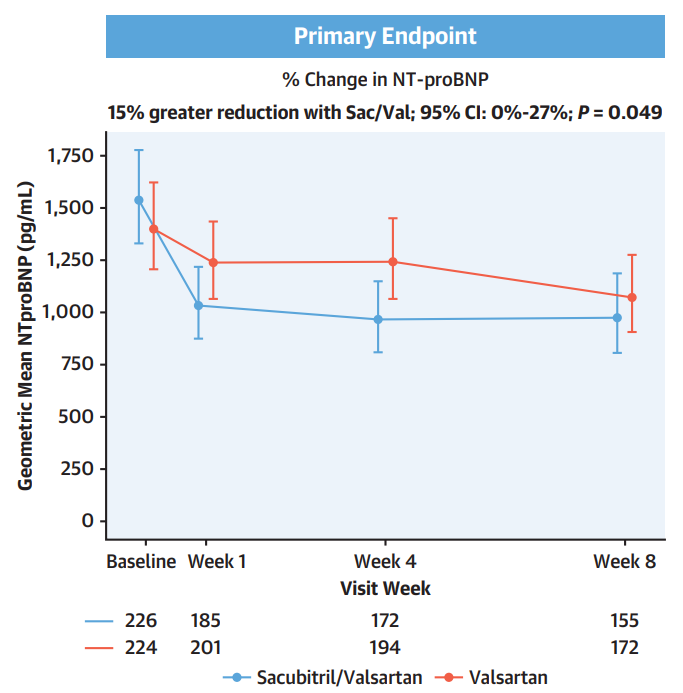 Primary Endpoint
% Change in NT-proBNP
15% greater reduction with Sac/Val; 95% CI: 0%-27%; P = 0.049
Geometric Mean NTproBNP (pg/mL)
1,750
1,500
1,250
1,000
750
500
250
0
Baseline Week 1 Week 4 Week 8
Visit Week
226 185 172 155
224 201 194 172
Sacubitril/Valsartan Valsartan